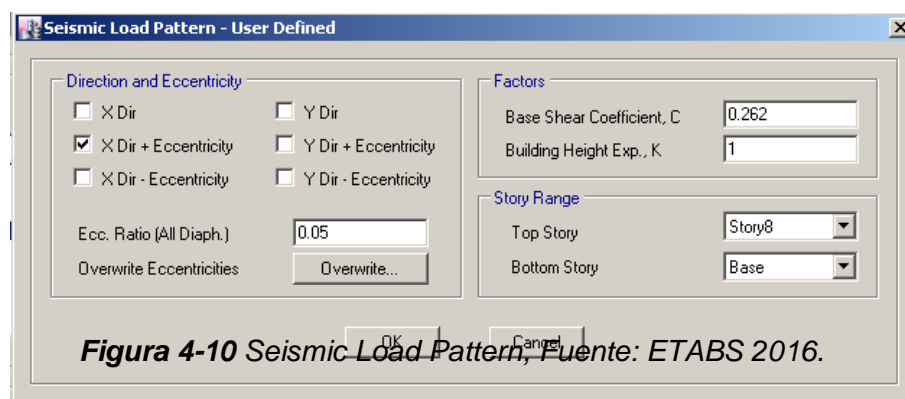 Seismic Load Pattern - User Defined
Direction and Eccentricity
X Dir
Y Dir
X Dir + Eccentricity
Y Dir + Eccentricity
X Dir - Eccentricity
Y Dir - Eccentricity
Ecc. Ratio (All Diaph.)
0.05
Overwrite Eccentricities
Overwrite...
Factors
Base Shear Coefficient, C
0.262
Building Height Exp., K
1
Story Range
Top Story
Story8
Bottom Story
Base
OK
Cancel
Figura 4-10 Seismic Load Pattern, Fuente: ETABS 2016.